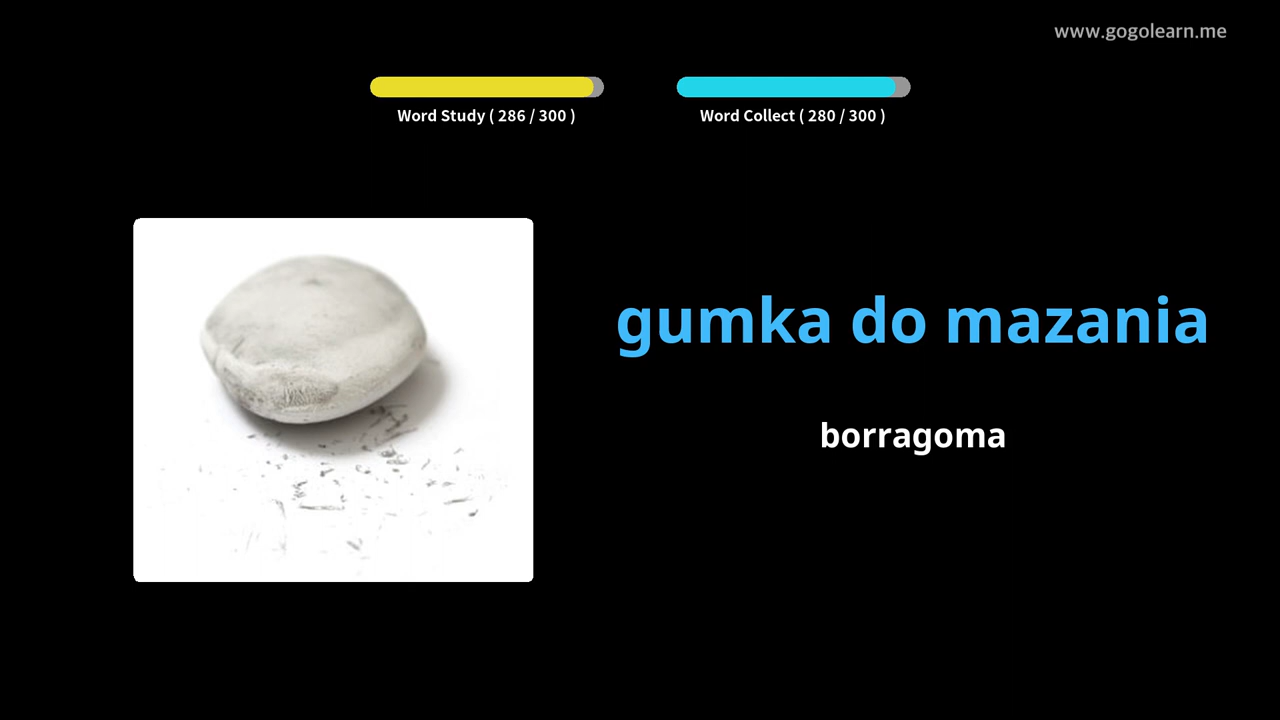 www.gogolearn.me
Word Study ( 286 / 300 )
Word Collect ( 280 / 300 )
gumka do mazania
borragoma